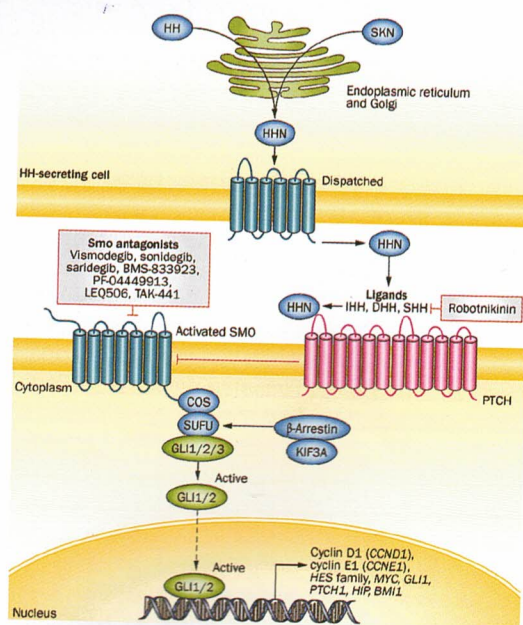 HH
SKN
Endoplasmic reticulum
and Golgi
HHN
HH-secreting cell
Dispatched
HHN
Smo antagonists
Vismodegib, sonidegib,
saridegib, BMS-833923,
PF-04449913,
LEQ506, TAK-441
Ligands
IHH, DHH, SHH
HHN
Robotnikinin
Activated SMO
Cytoplasm
PTCH
COS
SUFU
GLI1/2/3
β-Arrestin
KIF3A
Active
GLI1/2
Active
GLI1/2
Cyclin D1 (CCND1),
cyclin E1 (CCNE1),
HES family, MYC, GLI1,
PTCH1, HIP, BMI1
Nucleus